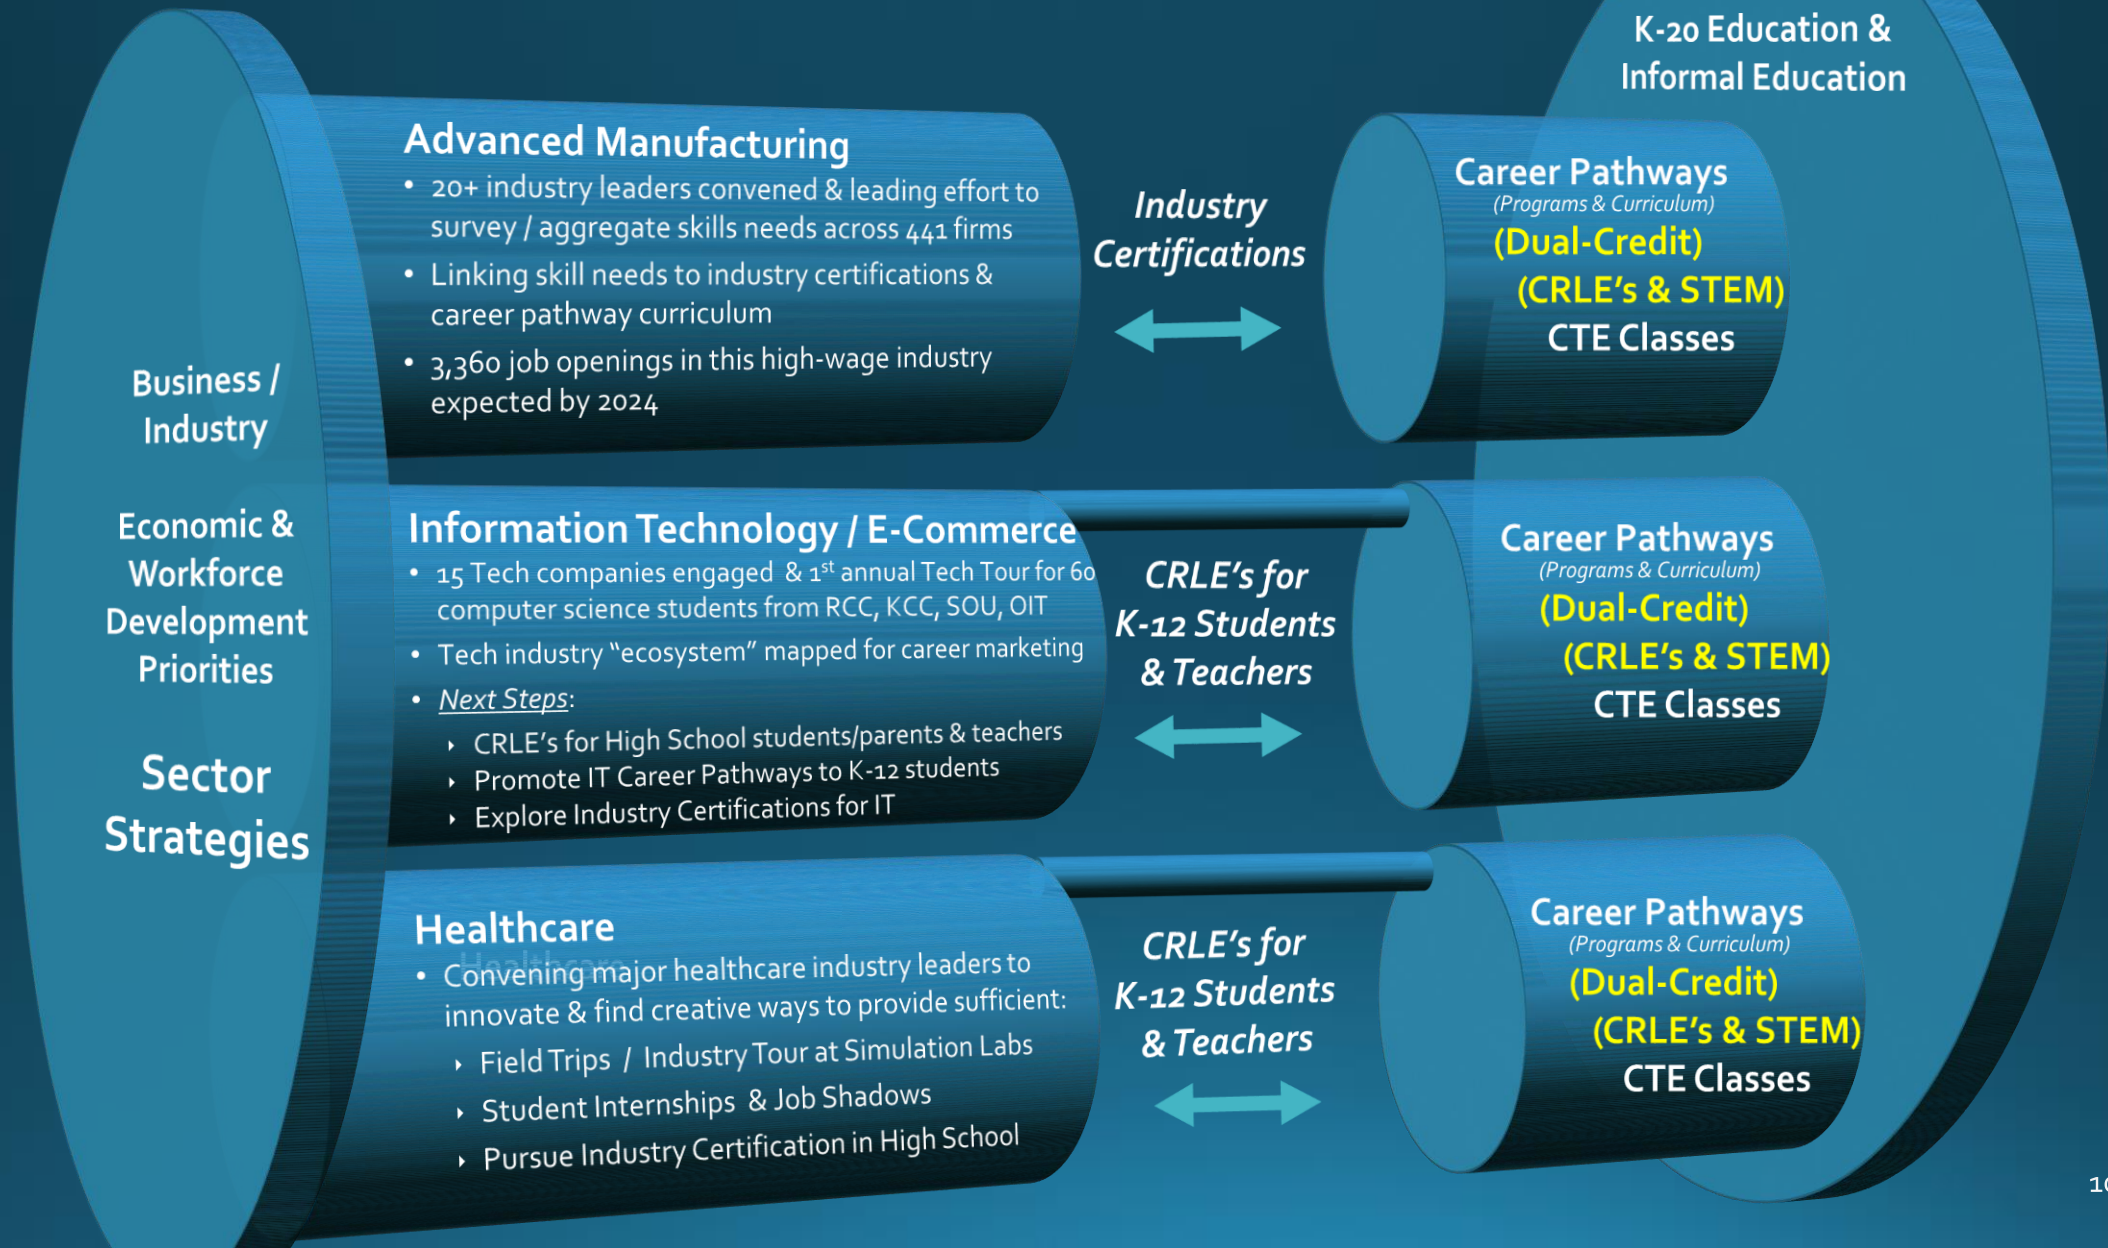 K-20 Education &
Informal Education
Business /
Industry
Economic &
Workforce
Development
Priorities
Sector
Strategies
Advanced Manufacturing
• 20+ industry leaders convened & leading effort to
survey / aggregate skills needs across 441 firms
• Linking skill needs to industry certifications &
career pathway curriculum
• 3,360 job openings in this high-wage industry
expected by 2024
Industry
Certifications
Career Pathways
(Programs & Curriculum)
(Dual-Credit)
(CRLE's & STEM)
CTE Classes
Information Technology / E-Commerce
• 15 Tech companies engaged & 1st annual Tech Tour for 60
computer science students from RCC, KCC, SOU, OIT
• Tech industry “ecosystem” mapped for career marketing
• Next Steps:
CRLE's for High School students/parents & teachers
Promote IT Career Pathways to K-12 students
Explore Industry Certifications for IT
CRLE's for
K-12 Students
& Teachers
Career Pathways
(Programs & Curriculum)
(Dual-Credit)
(CRLE's & STEM)
CTE Classes
Healthcare
• Convening major healthcare industry leaders to
innovate & find creative ways to provide sufficient:
Field Trips / Industry Tour at Simulation Labs
Student Internships & Job Shadows
Pursue Industry Certification in High School
CRLE's for
K-12 Students
& Teachers
Career Pathways
(Programs & Curriculum)
(Dual-Credit)
(CRLE's & STEM)
CTE Classes